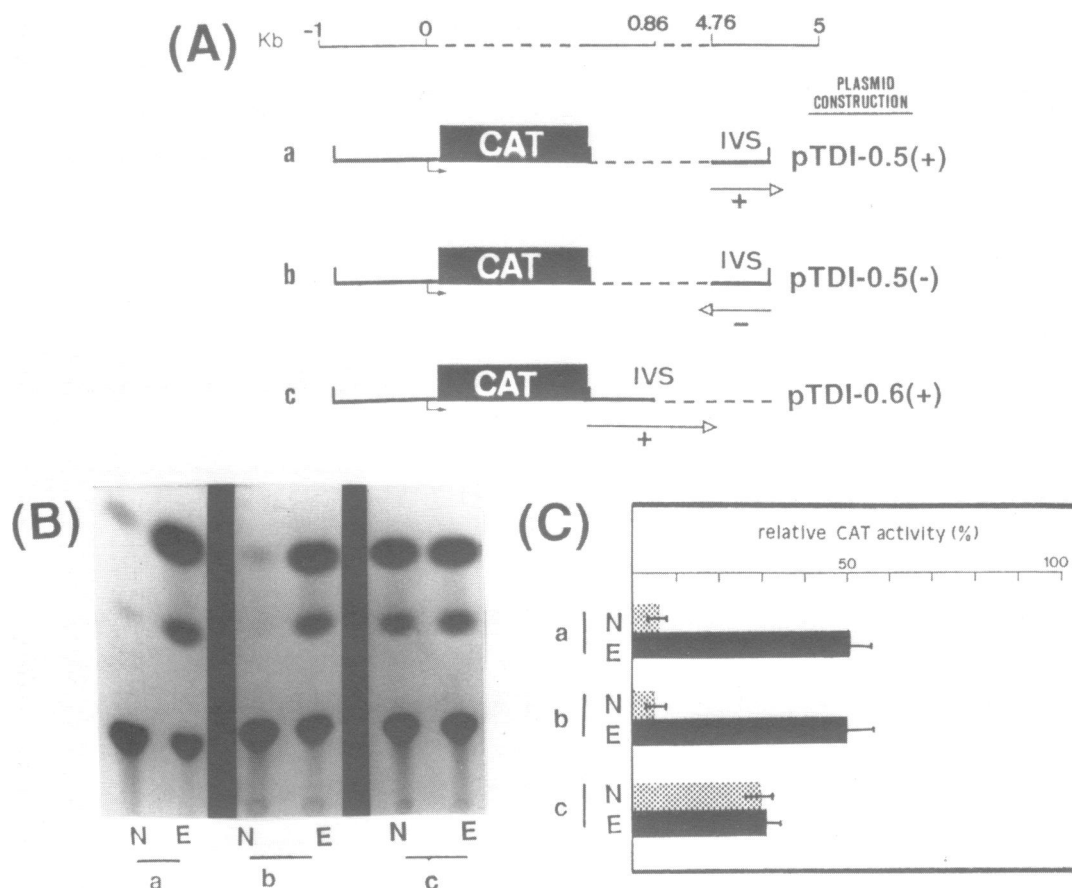 (A)
Kb -1 0 0.86 4.76 5
PLASMID
CONSTRUCTION
a CAT IVS pTDI-0.5(+)
+
b CAT IVS pTDI-0.5(-)
-
c CAT IVS pTDI-0.6(+)
+
(B)
N E N E N E
a b c
(C)
relative CAT activity (%)
50 100
a N
E
b N
E
c N
E